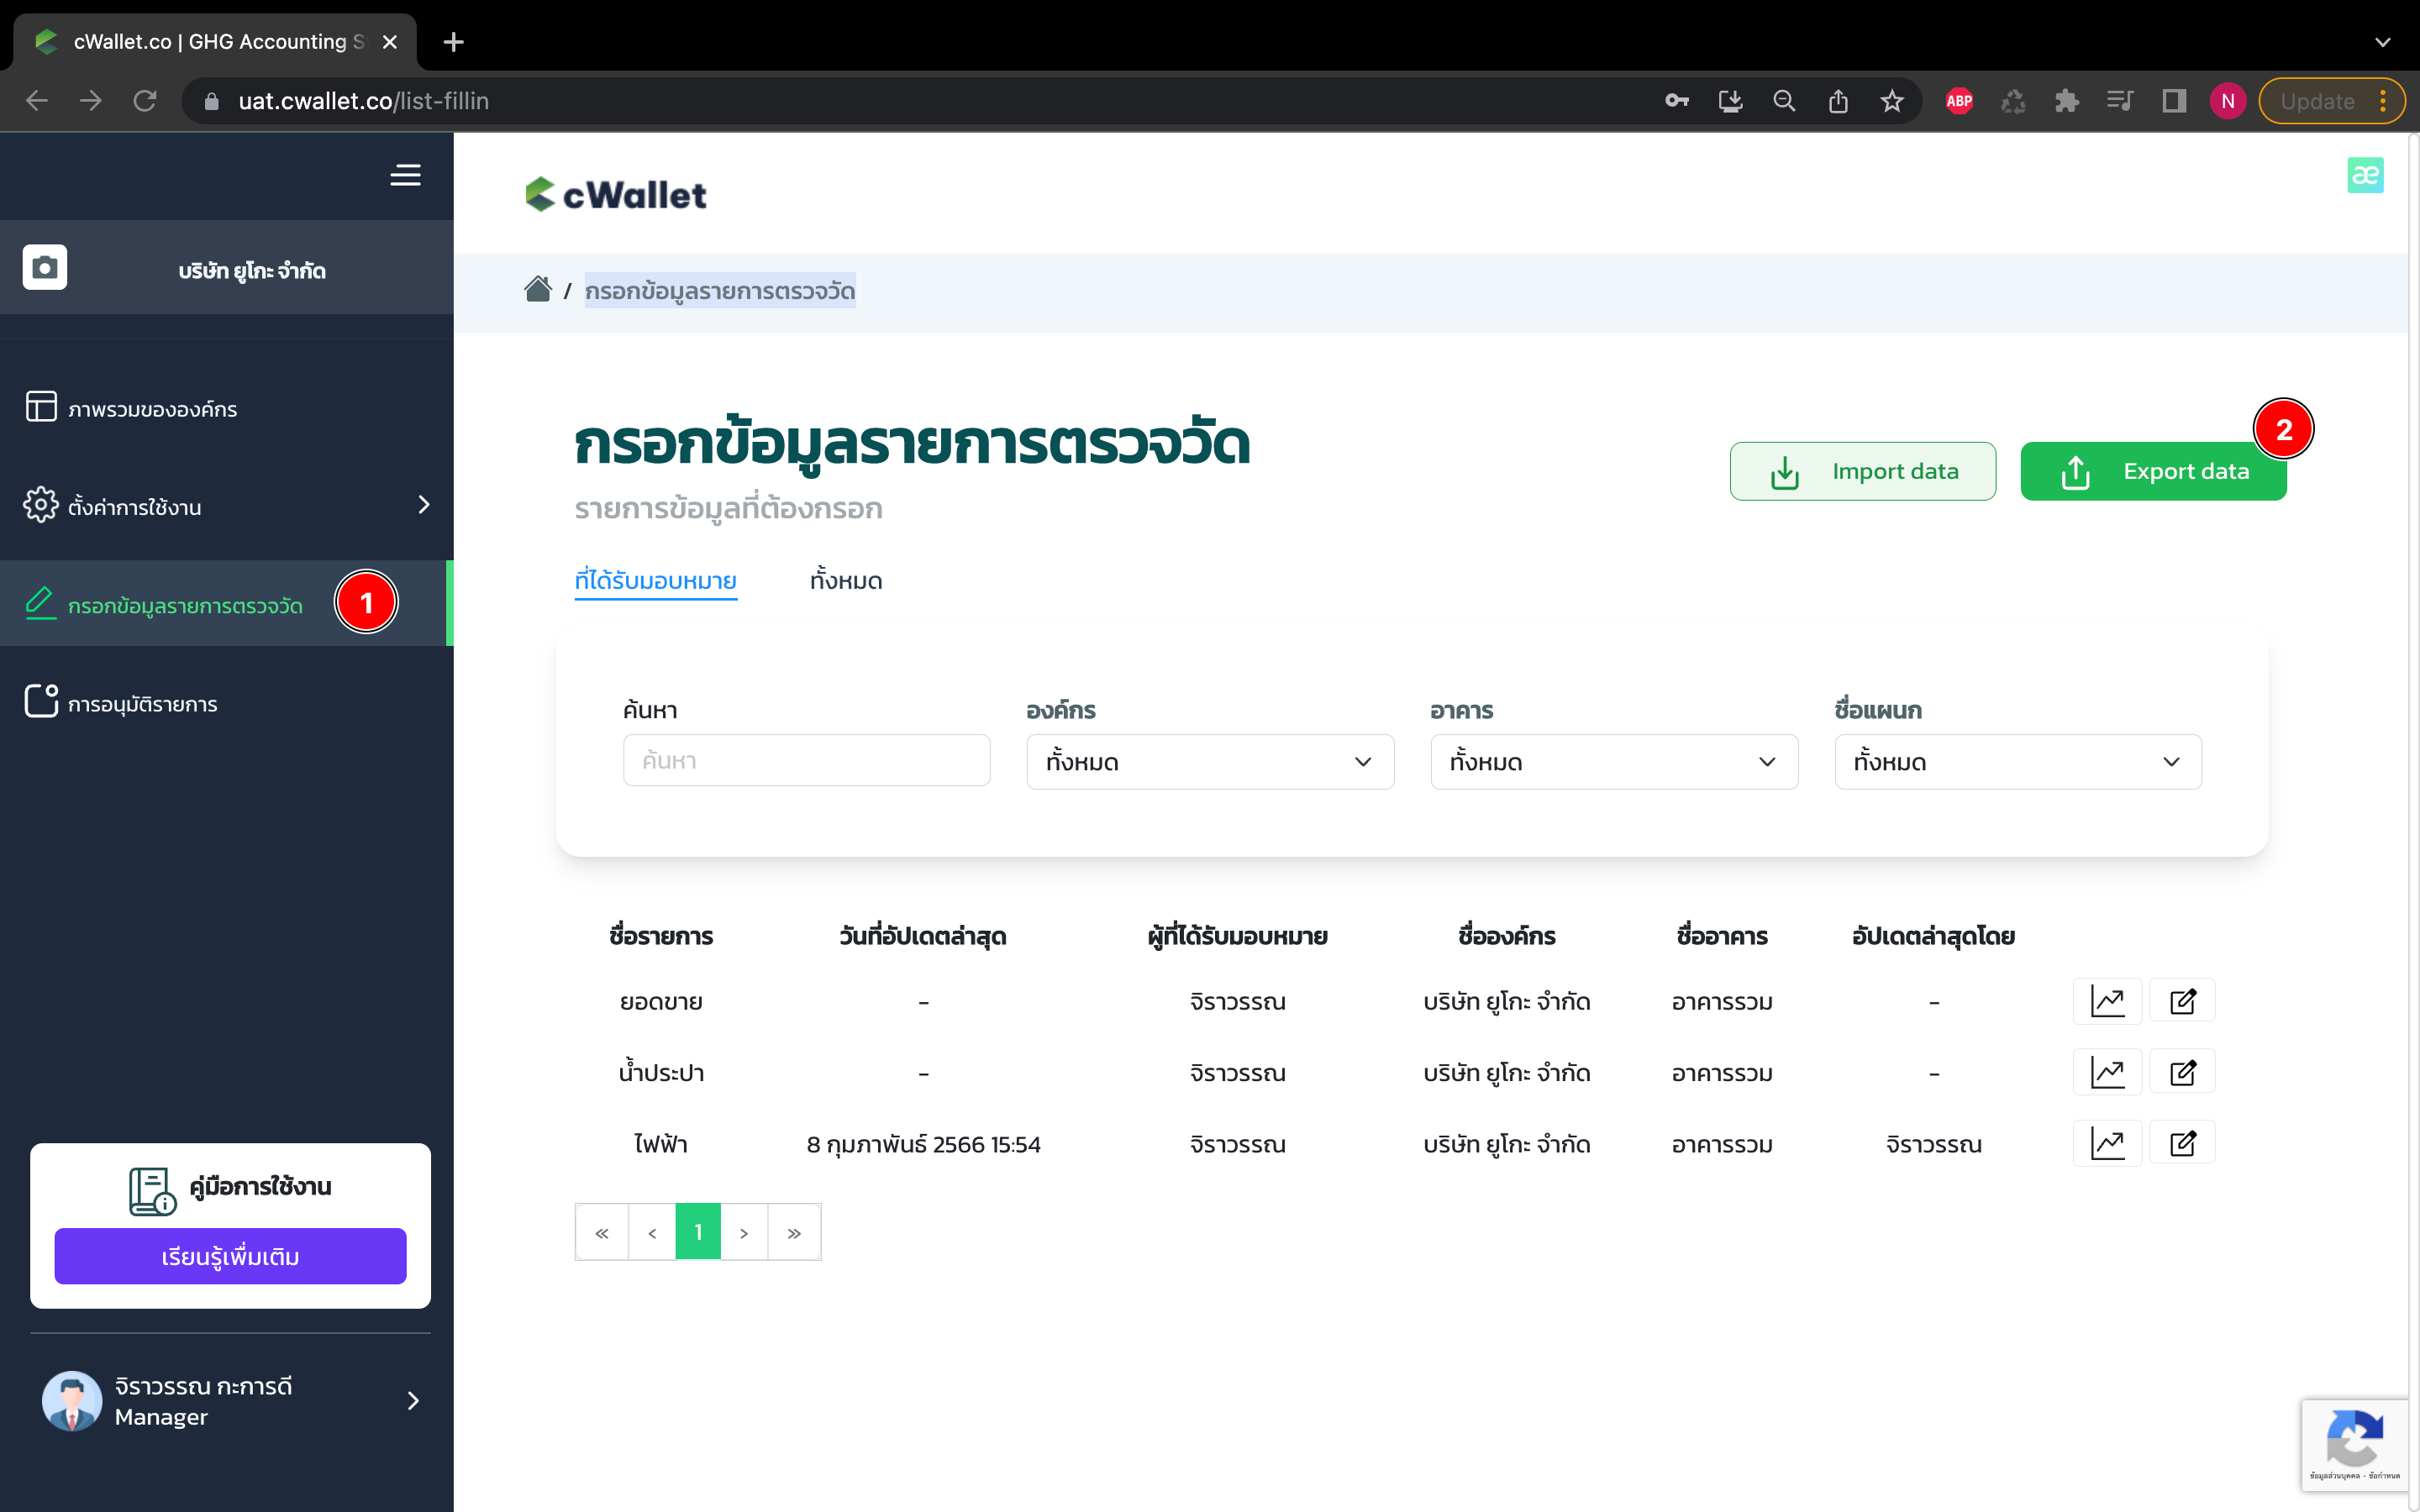 cWallet.co | GHG Accounting S
uat.cwallet.co/list-fillin
ABP
N
Update
cWallet
æ
บริษัท ยูโกะ จำกัด
/ กรอกข้อมูลรายการตรวจวัด
ภาพรวมขององค์กร
ตั้งค่าการใช้งาน
กรอกข้อมูลรายการตรวจวัด
1
การอนุมัติรายการ
คู่มือการใช้งาน
เรียนรู้เพิ่มเติม
จิราวรรณ กะการดี
Manager
กรอกข้อมูลรายการตรวจวัด
รายการข้อมูลที่ต้องกรอก
Import data
Export data
2
ที่ได้รับมอบหมาย ทั้งหมด
ค้นหา องค์กร อาคาร ชื่อแผนก
ค้นหา ทั้งหมด ทั้งหมด ทั้งหมด
ชื่อรายการ วันที่อัปเดตล่าสุด ผู้ที่ได้รับมอบหมาย ชื่อองค์กร ชื่ออาคาร อัปเดตล่าสุดโดย
ยอดขาย - จิราวรรณ บริษัท ยูโกะ จำกัด อาคารรวม -
น้ำประปา - จิราวรรณ บริษัท ยูโกะ จำกัด อาคารรวม -
ไฟฟ้า 8 กุมภาพันธ์ 2566 15:54 จิราวรรณ บริษัท ยูโกะ จำกัด อาคารรวม จิราวรรณ
« ‹ 1 › »
ข้อมูลส่วนบุคคล - ข้อกำหนด